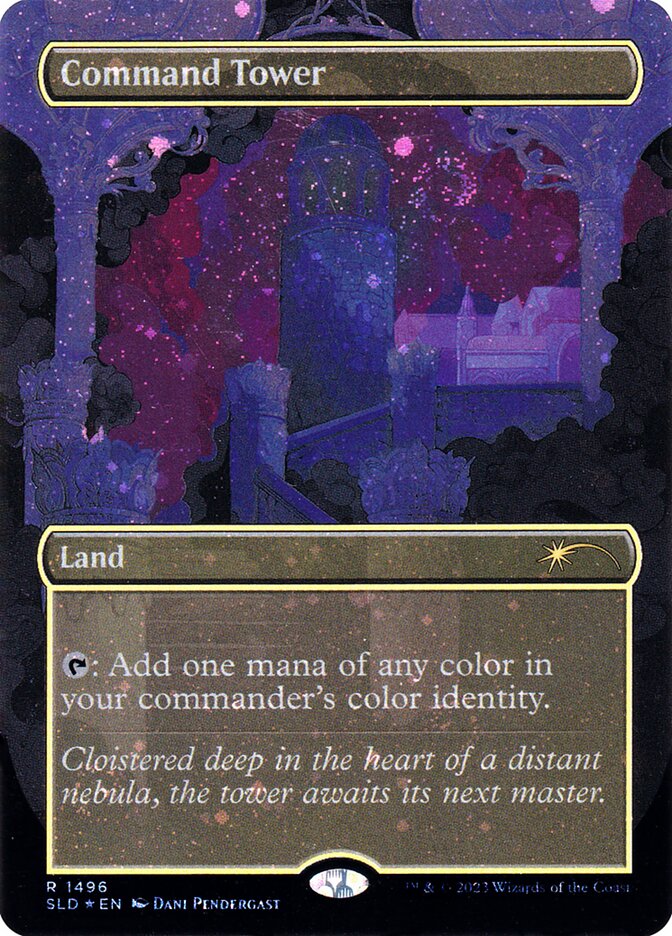 Command Tower
Land
: Add one mana of any color in
your commander's color identity.
Cloistered deep in the heart of a distant
nebula, the tower awaits its next master.
R 1496
™ & © 2023 Wizards of the Coast
SLD ★ EN Dani Pendergast